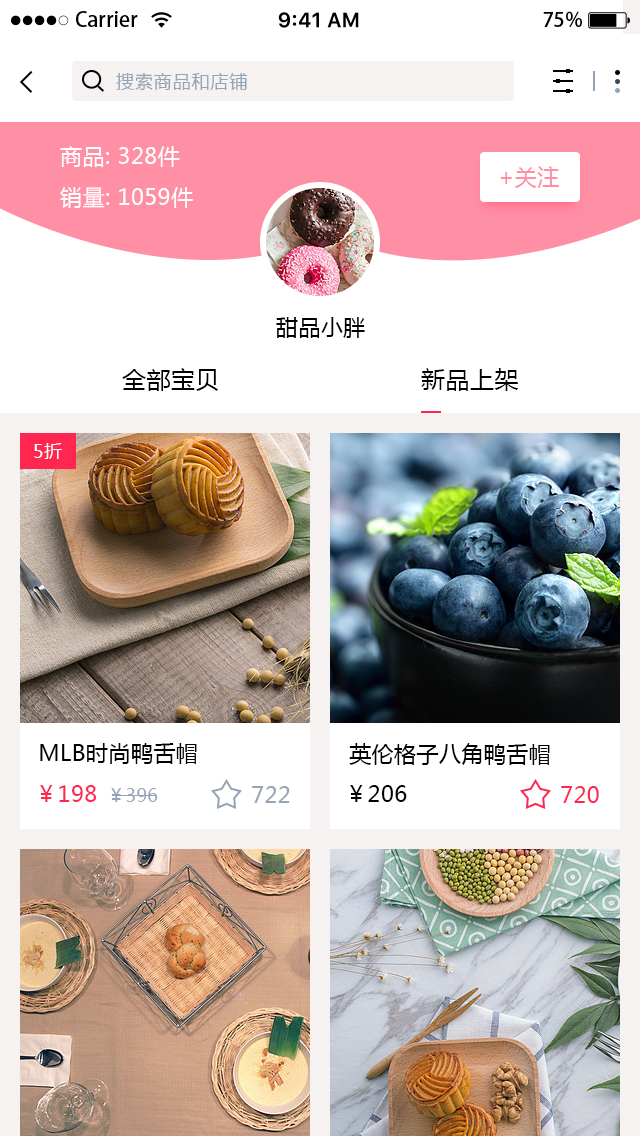 Carrier 9:41 AM 75%
搜索商品和店铺
商品: 328件
销量: 1059件
+关注
甜品小胖
全部宝贝 新品上架
5折
MLB时尚鸭舌帽
¥198 ¥396 722
英伦格子八角鸭舌帽
¥206 720